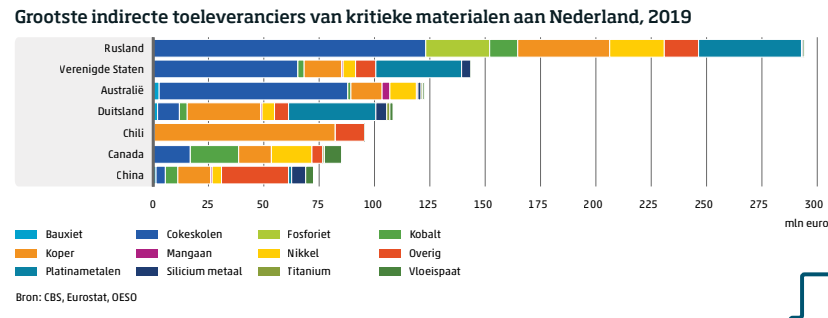 Grootste indirecte toeleveranciers van kritieke materialen aan Nederland, 2019
Rusland
Verenigde Staten
Australië
Duitsland
Chili
Canada
China
0 25 50 75 100 125 150 175 200 225 250 275 300
mln euro
Bauxiet Cokeskolen Fosforiet Kobalt
Koper Mangaan Nikkel Overig
Platinametalen Silicium metaal Titanium Vloeispaat
Bron: CBS, Eurostat, OESO